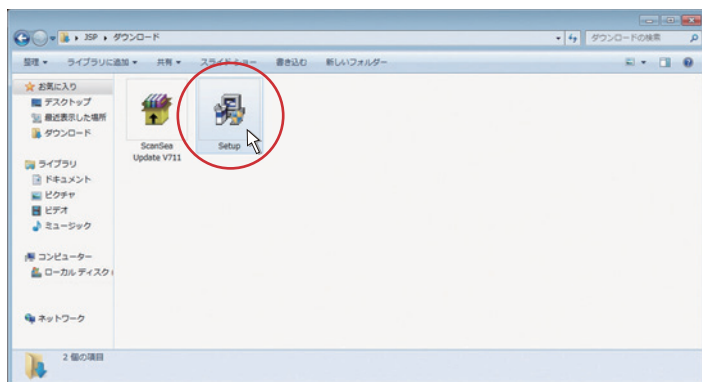 JSP ▸ ダウンロード
ダウンロードの検索
整理 ライブラリに追加 共有 スライド ショー 書き込む 新しいフォルダー
お気に入り
デスクトップ
最近表示した場所
ダウンロード
ライブラリ
ドキュメント
ピクチャ
ビデオ
ミュージック
コンピューター
ローカル ディスク (
ネットワーク
ScanSea
Update V711
Setup
2 個の項目